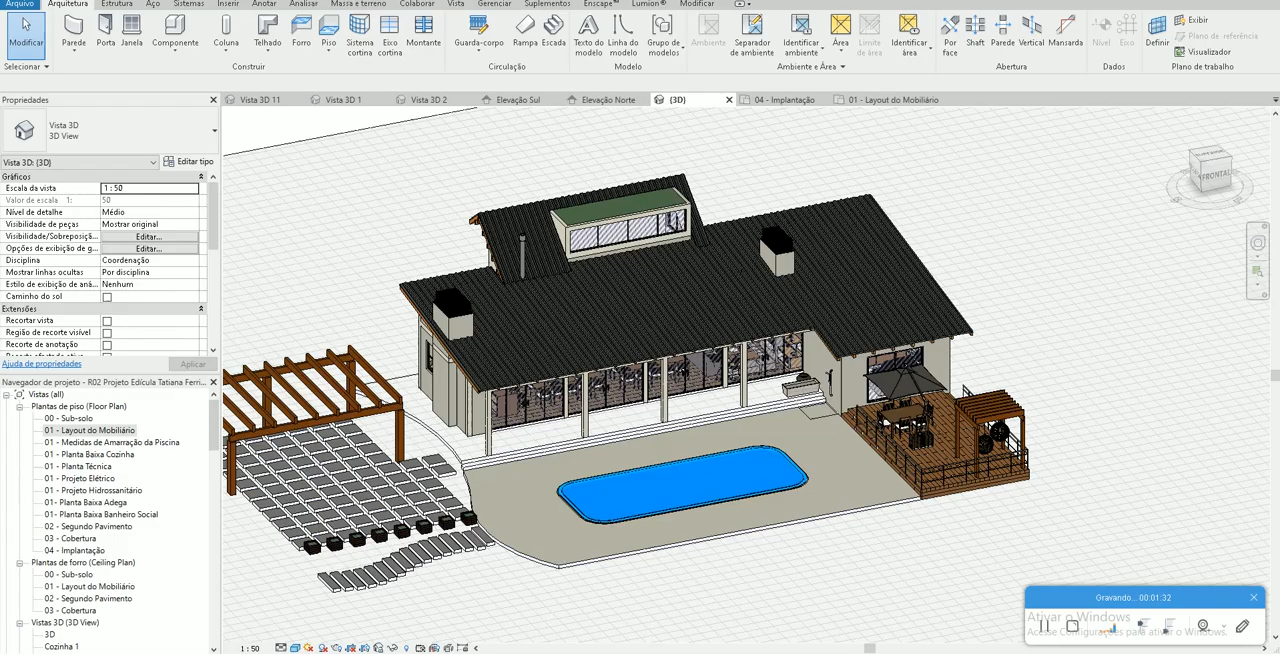 Arquivo Arquitetura Estrutura Aço Sistemas Inserir Anotar Analisar Massa e terreno Colaborar Vista Gerenciar Suplementos Enscape™ Lumion® Modificar
Modificar Parede Porta Janela Componente Coluna Telhado Forro Piso Sistema cortina Eixo cortina Montante Guarda-corpo Rampa Escada Texto do modelo Linha do modelo Grupo de modelos Ambiente Separador de ambiente Identificar ambiente Área Limite de área Identificar área Por face Shaft Parede Vertical Mansarda Nível Eixo Definir Exibir
Plano de referência
Visualizador
Selecionar Construir Circulação Modelo Ambiente e Área Abertura Dados Plano de trabalho
Propriedades
Vista 3D 11 Vista 3D 1 Vista 3D 2 Elevação Sul Elevação Norte (3D) 04 - Implantação 01 - Layout do Mobiliário
Vista 3D
3D View
Vista 3D: (3D) Editar tipo
Gráficos
Escala da vista 1 : 50
Valor de escala 1: 50
Nível de detalhe Médio
Visibilidade de peças Mostrar original
Visibilidade/Sobreposiçã... Editar...
Opções de exibição de g... Editar...
Disciplina Coordenação
Mostrar linhas ocultas Por disciplina
Estilo de exibição de aná... Nenhum
Caminho do sol
Extensões
Recortar vista
Região de recorte visível
Recorte de anotação
Ajuda de propriedades Aplicar
Navegador de projeto - R02 Projeto Edícula Tatiana Ferri...
Vistas (all)
Plantas de piso (Floor Plan)
00 - Sub-solo
01 - Layout do Mobiliário
01 - Medidas de Amarração da Piscina
01 - Planta Baixa Cozinha
01 - Planta Técnica
01 - Projeto Elétrico
01 - Projeto Hidrossanitário
01- Planta Baixa Adega
01- Planta Baixa Banheiro Social
02 - Segundo Pavimento
03 - Cobertura
04 - Implantação
Plantas de forro (Ceiling Plan)
00 - Sub-solo
01 - Layout do Mobiliário
02 - Segundo Pavimento
03 - Cobertura
Vistas 3D (3D View)
3D
Cozinha 1
FRONTAL
Gravando... 00:01:32
Ativar o Windows
Acesse Configurações para ativar o Windows.
1 : 50